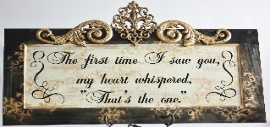 The first time I saw you,
my heart whispered,
"That's the one."